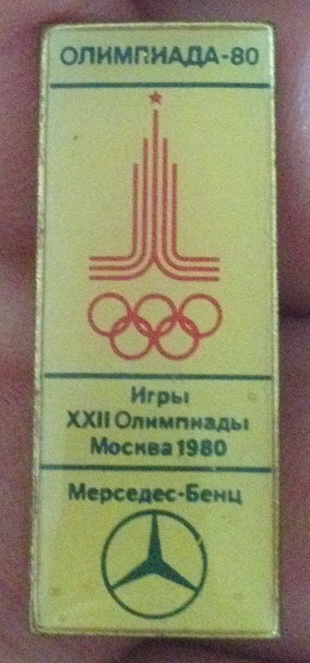 ОЛИМПИАДА-80
Игры
XXII Олимпиады
Москва 1980
Мерседес-Бенц